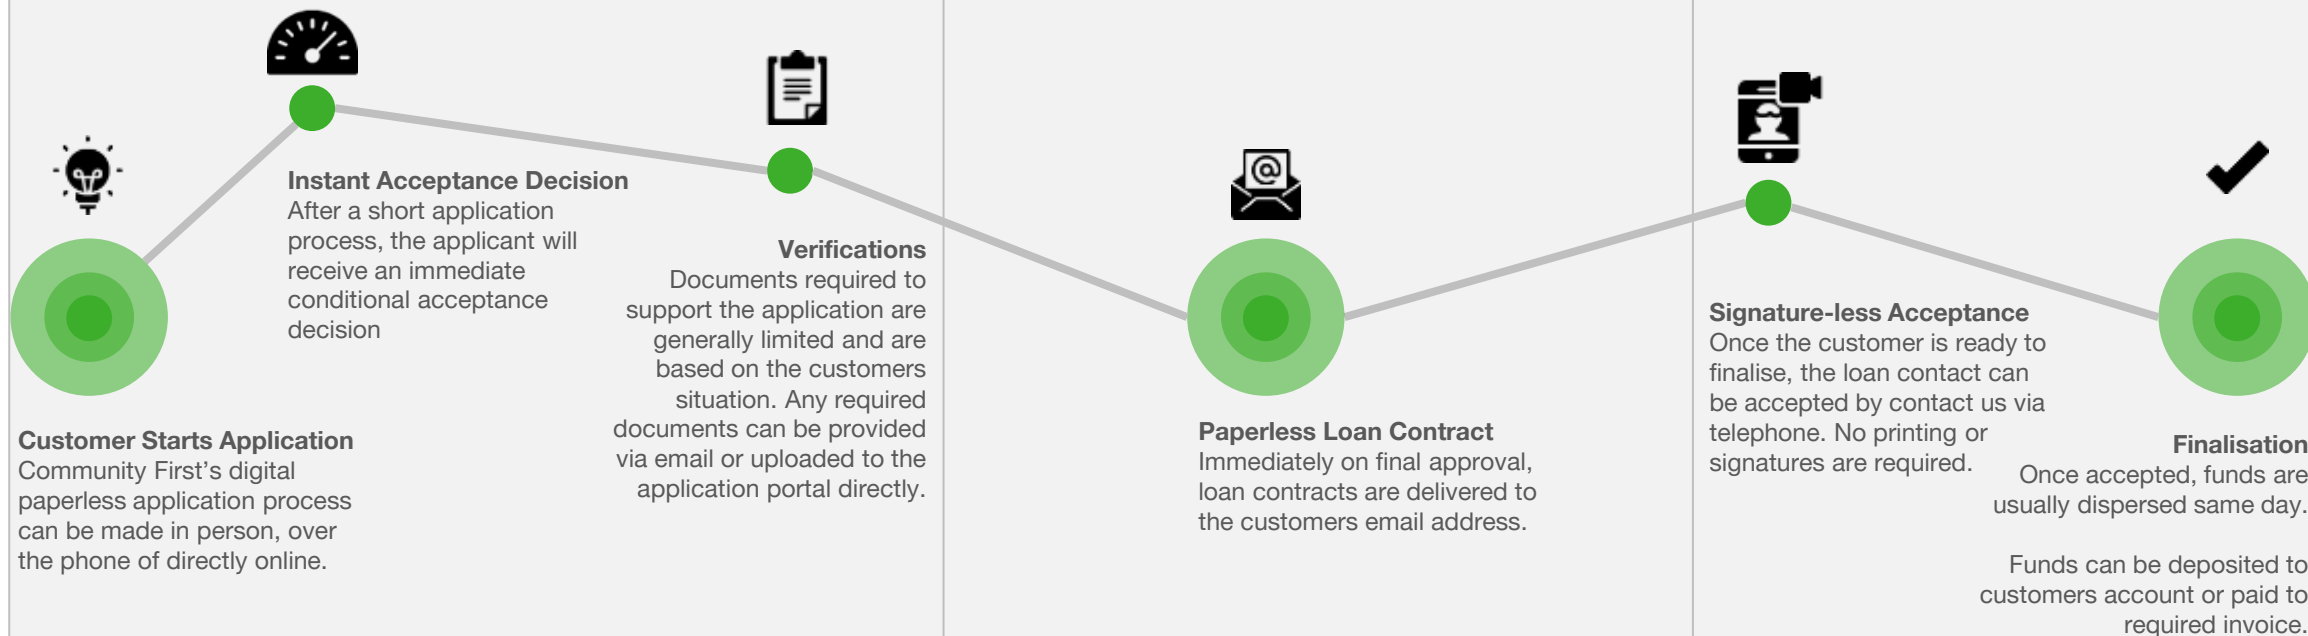 Customer Starts Application
Community First’s digital
paperless application process
can be made in person, over
the phone of directly online.
Instant Acceptance Decision
After a short application
process, the applicant will
receive an immediate
conditional acceptance
decision
Verifications
Documents required to
support the application are
generally limited and are
based on the customers
situation. Any required
documents can be provided
via email or uploaded to the
application portal directly.
@
Paperless Loan Contract
Immediately on final approval,
loan contracts are delivered to
the customers email address.
Signature-less Acceptance
Once the customer is ready to
finalise, the loan contact can
be accepted by contact us via
telephone. No printing or
signatures are required.
Finalisation
Once accepted, funds are
usually dispersed same day.
Funds can be deposited to
customers account or paid to
required invoice.